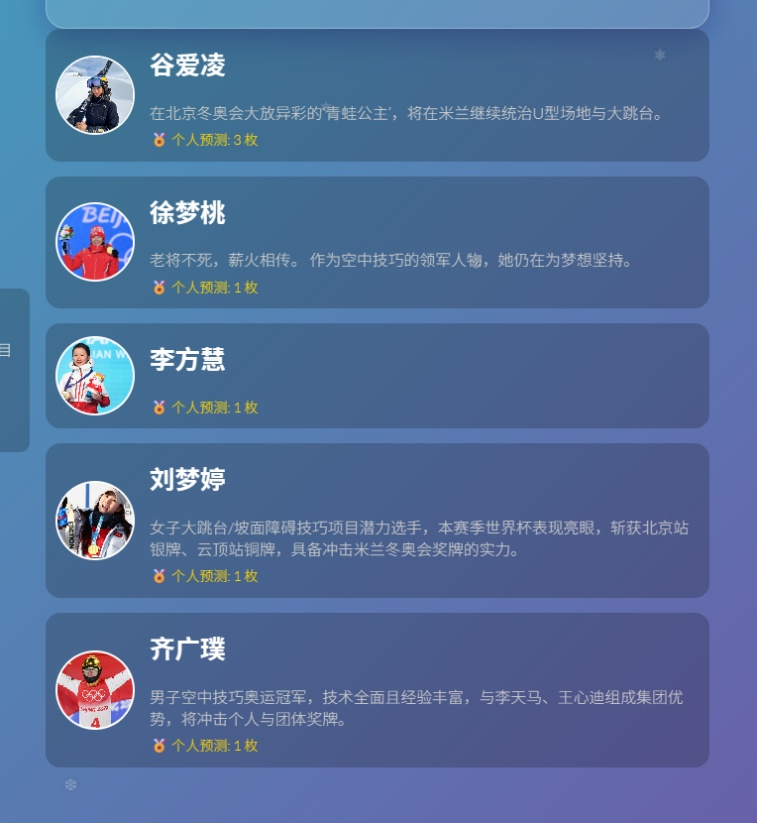 谷爱凌
在北京冬奥会大放异彩的'青蛙公主'，将在米兰继续统治U型场地与大跳台。
个人预测: 3 枚
徐梦桃
BEIJ
老将不死，薪火相传。 作为空中技巧的领军人物，她仍在为梦想坚持。
个人预测: 1 枚
目
李方慧
IAN W
个人预测: 1 枚
刘梦婷
女子大跳台/坡面障碍技巧项目潜力选手，本赛季世界杯表现亮眼，斩获北京站
银牌、云顶站铜牌，具备冲击米兰冬奥会奖牌的实力。
个人预测: 1 枚
齐广璞
男子空中技巧奥运冠军，技术全面且经验丰富，与李天马、王心迪组成集团优
势，将冲击个人与团体奖牌。
4
个人预测: 1 枚